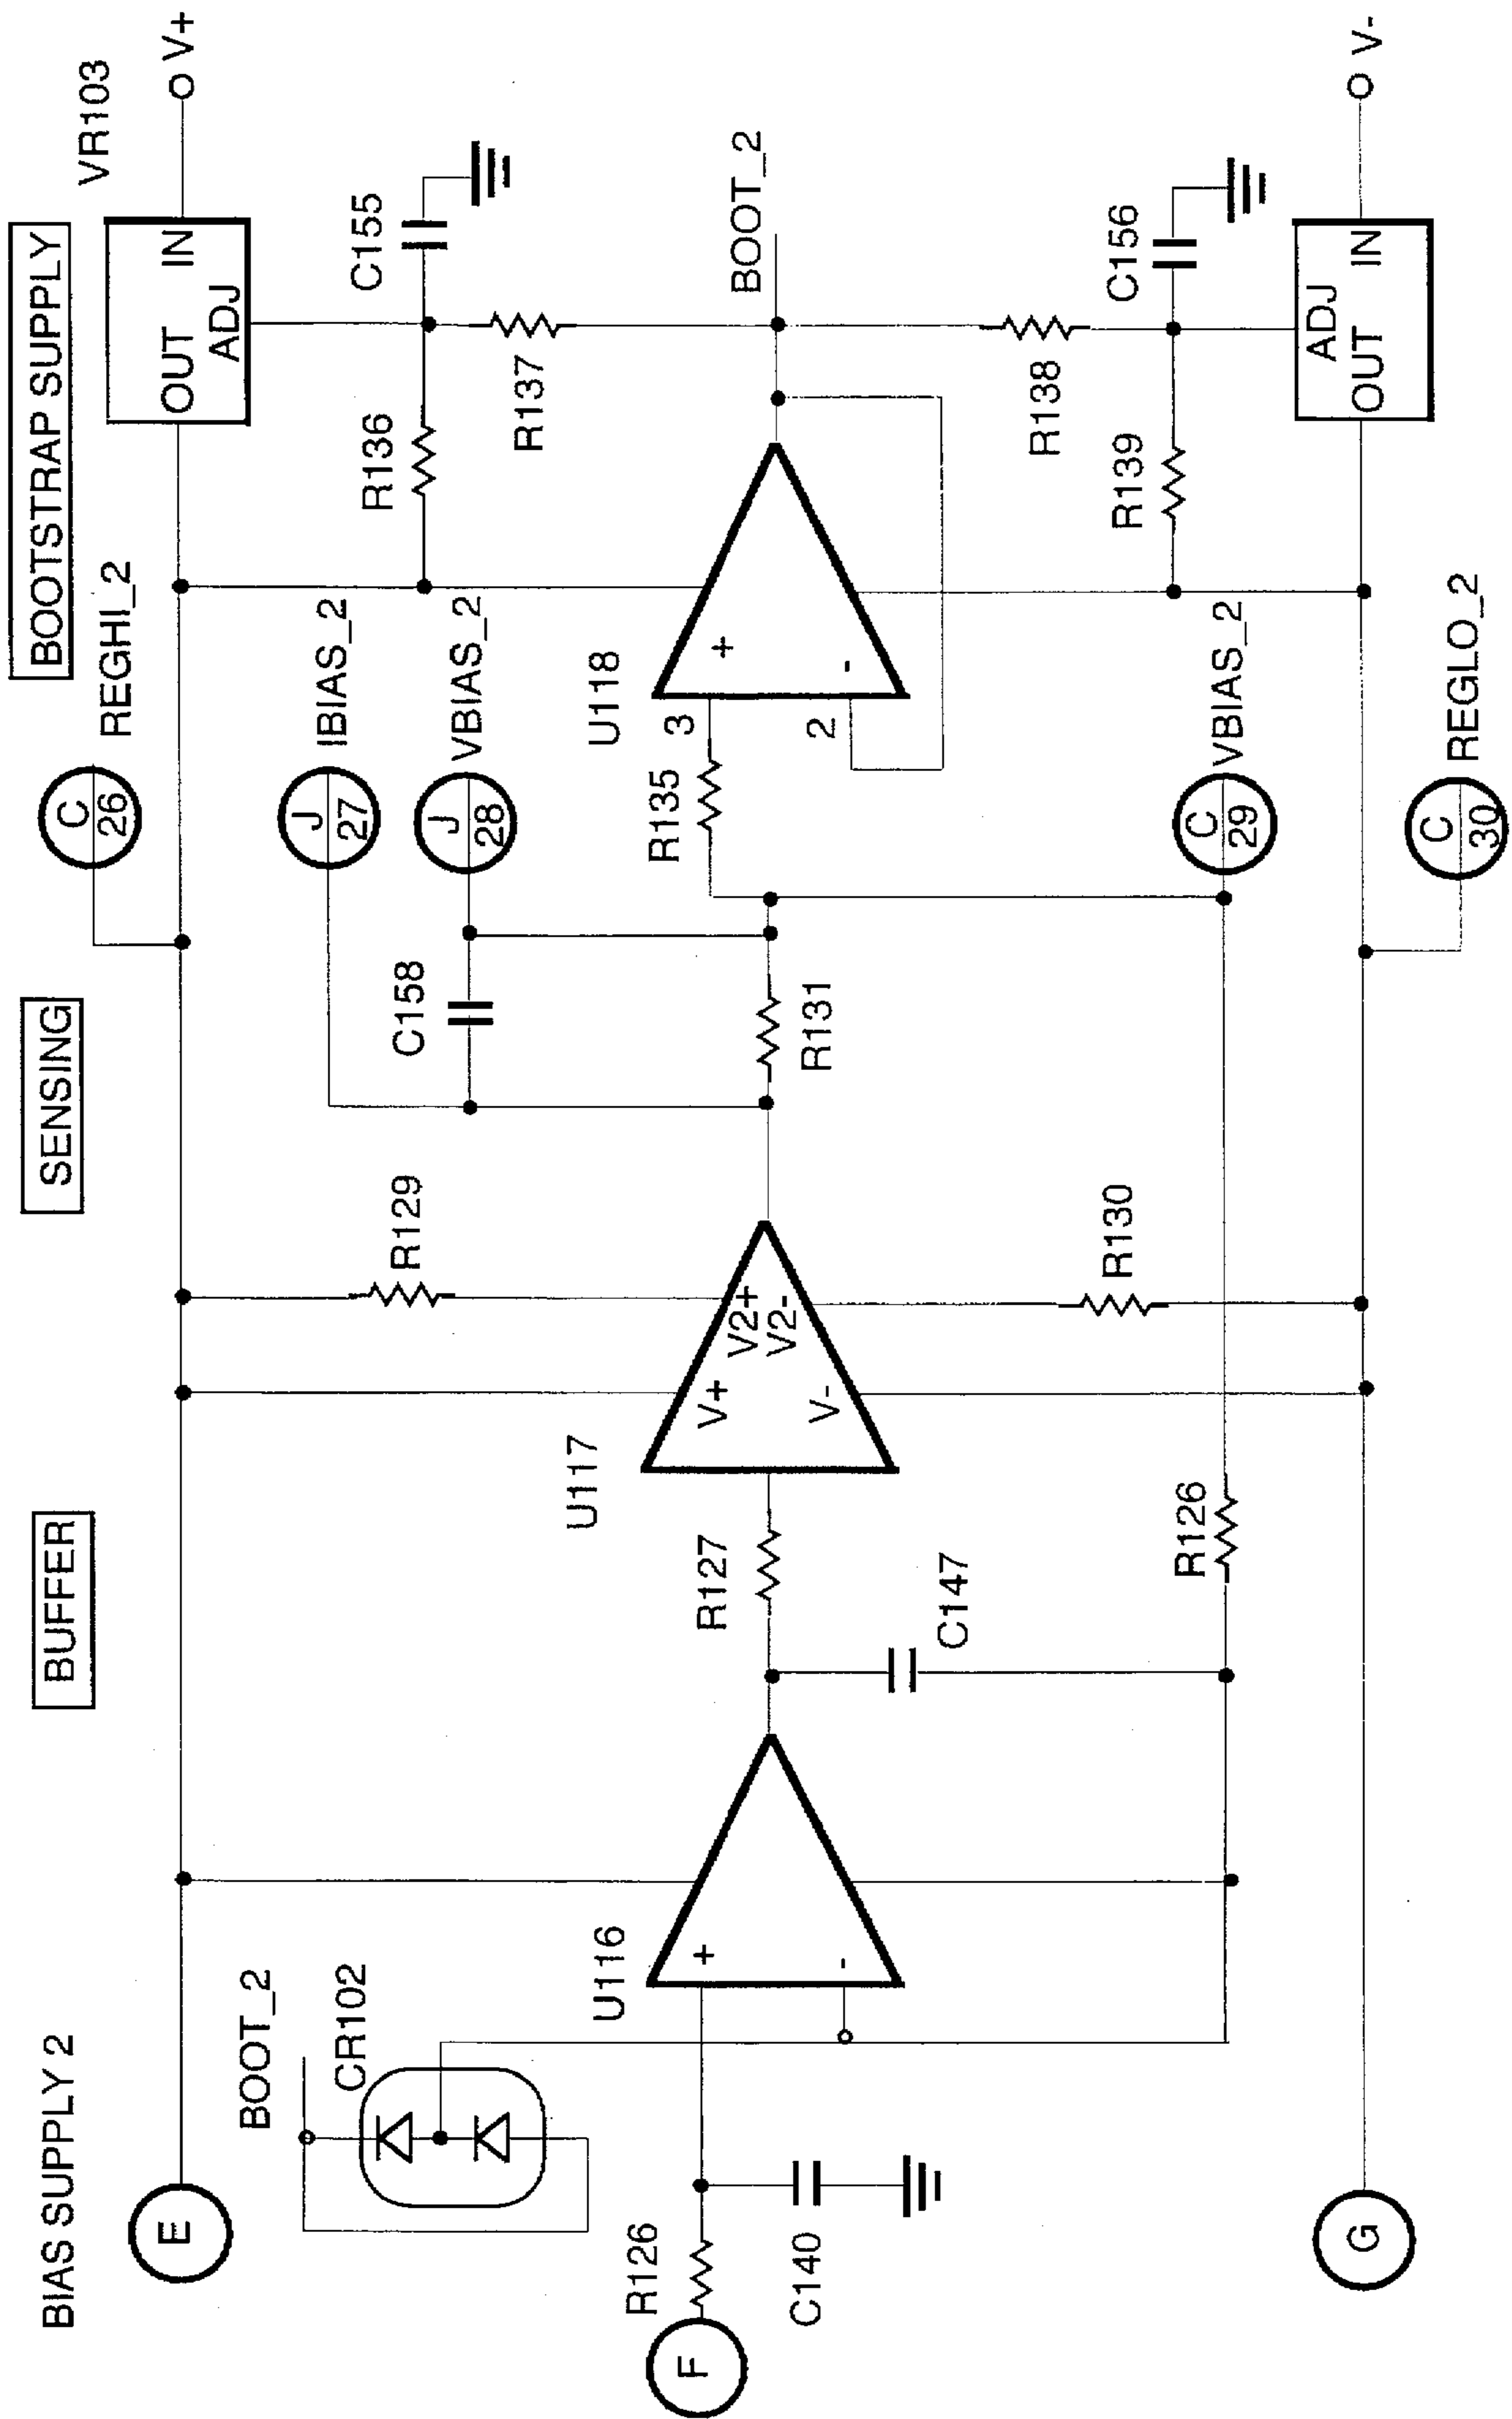 BIAS SUPPLY 2
BUFFER
SENSING
BOOTSTRAP SUPPLY
E
C
26
REGHI_2
OUT
IN
ADJ
VR103
V+
BOOT_2
CR102
R129
J
27
IBIAS_2
C158
J
28
VBIAS_2
R136
C155
R137
F
R126
C140
U116
+
-
R127
C147
U117
V+
V2+
V2-
V-
R131
R135
U118
3
2
+
-
BOOT_2
R130
R138
R126
C
29
VBIAS_2
R139
C156
G
C
30
REGLO_2
ADJ
OUT
IN
V-